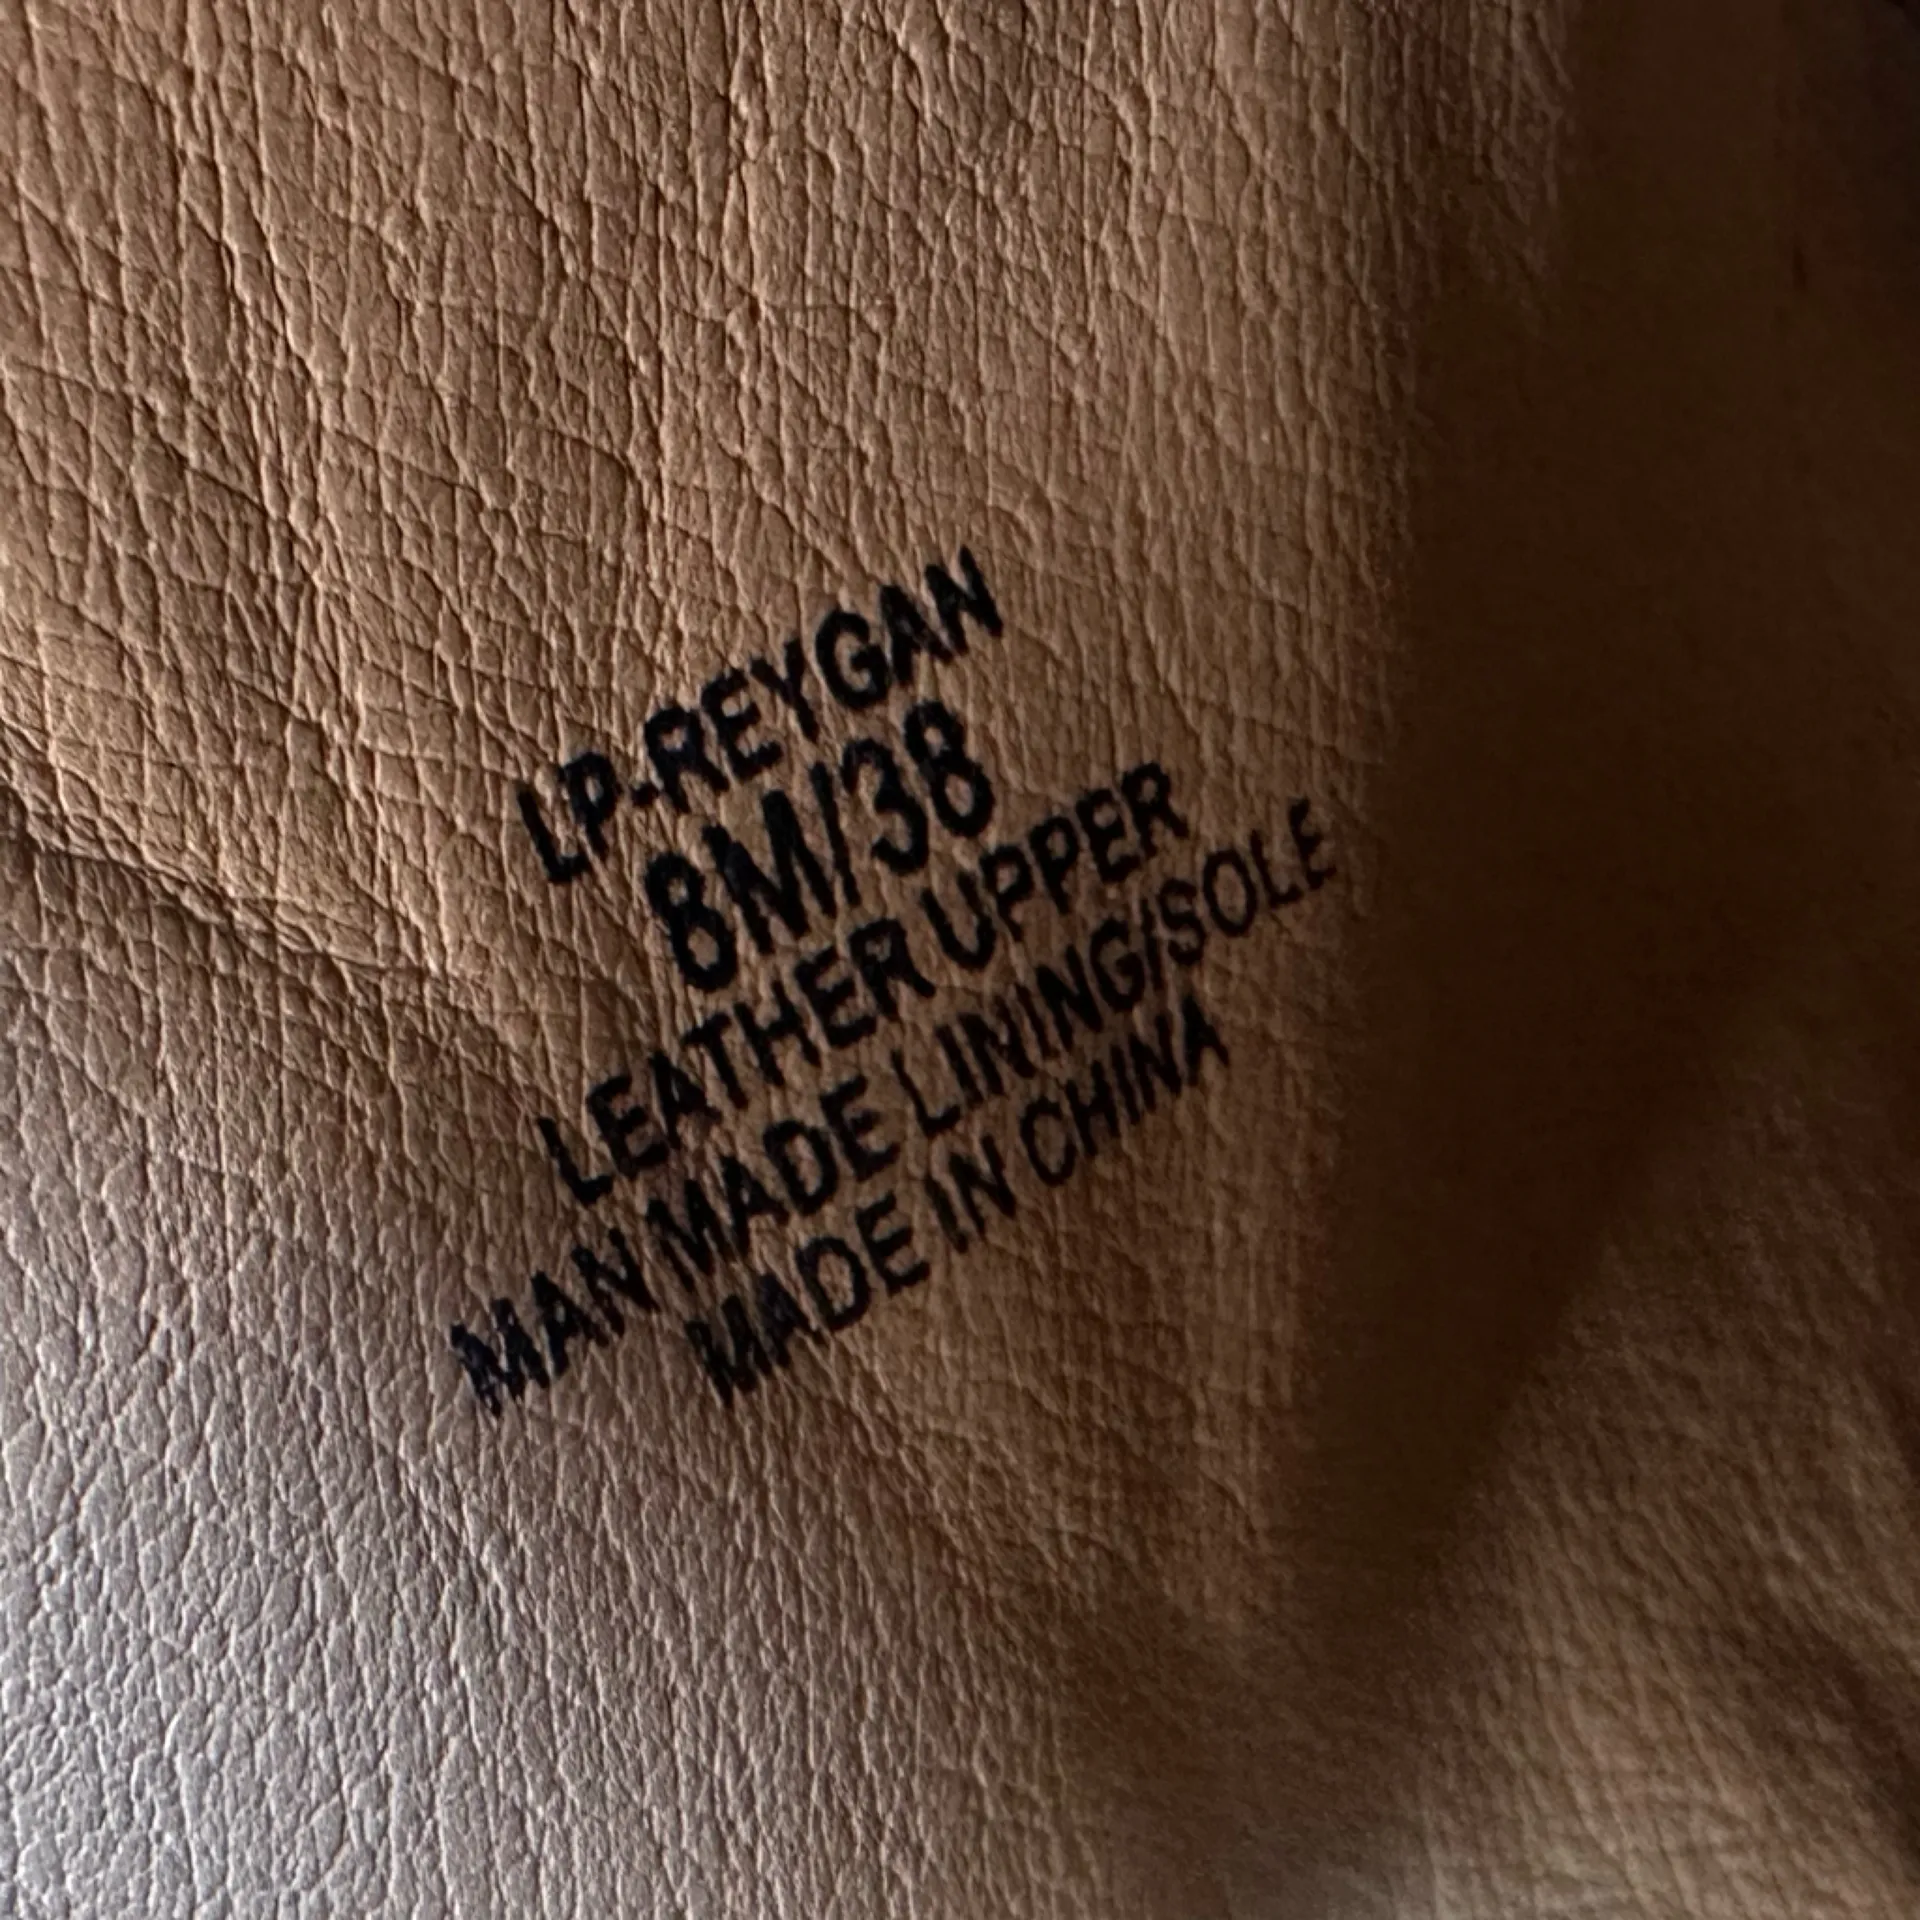 LP-REYGAN
8M/38
LEATHER UPPER
MAN MADE LINING/SOLE
MADE IN CHINA